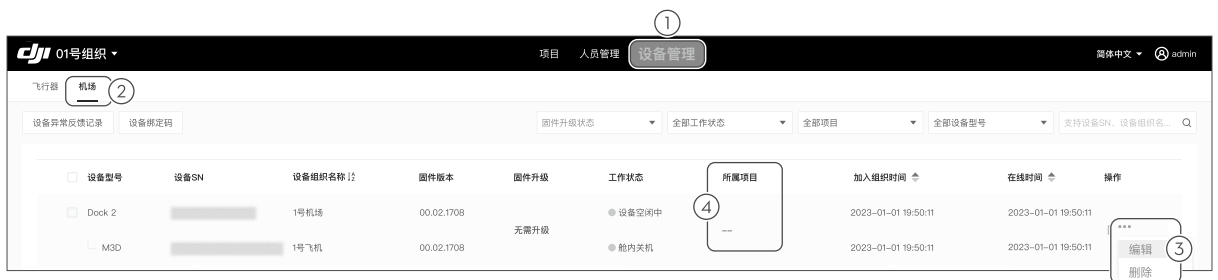 1
dji 01号组织 项目 人员管理 设备管理 简体中文 admin
飞行器 机场 2
设备异常反馈记录 设备绑定码 固件升级状态 全部工作状态 全部项目 全部设备型号 支持设备SN、设备组织名...
设备型号 设备SN 设备组织名称 固件版本 固件升级 工作状态 所属项目 加入组织时间 在线时间 操作
Dock 2 1号机场 00.02.1708 设备空闲中 4 2023-01-01 19:50:11 2023-01-01 19:50:11
无需升级 -- ...
M3D 1号飞机 00.02.1708 舱内关机 2023-01-01 19:50:11 2023-01-01 19:50:11 编辑 3
删除